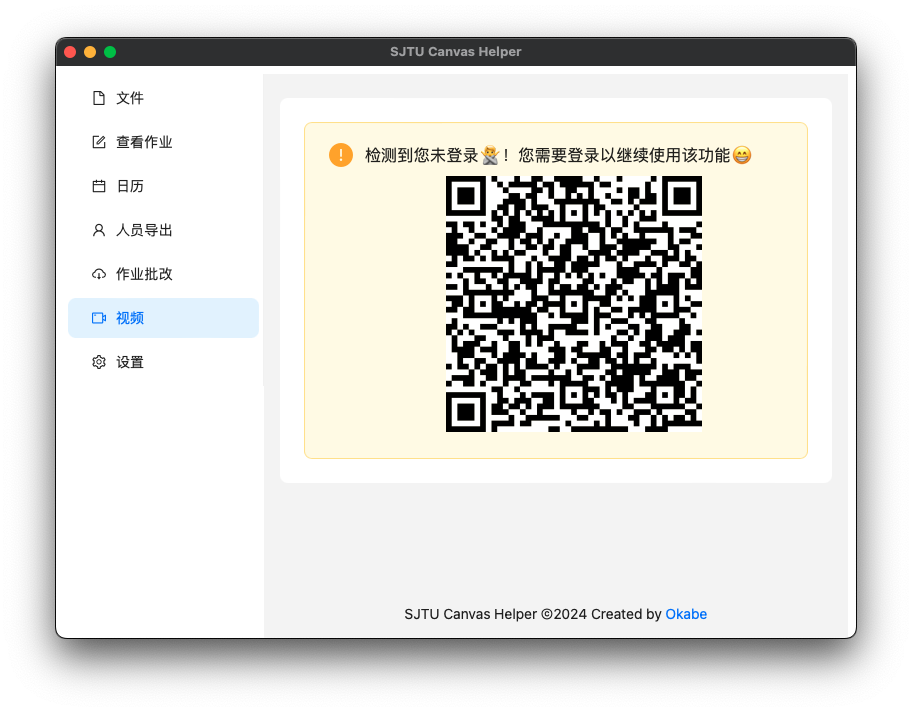 SJTU Canvas Helper
文件
查看作业
日历
人员导出
作业批改
视频
设置
检测到您未登录🙅！您需要登录以继续使用该功能😁
SJTU Canvas Helper ©2024 Created by Okabe